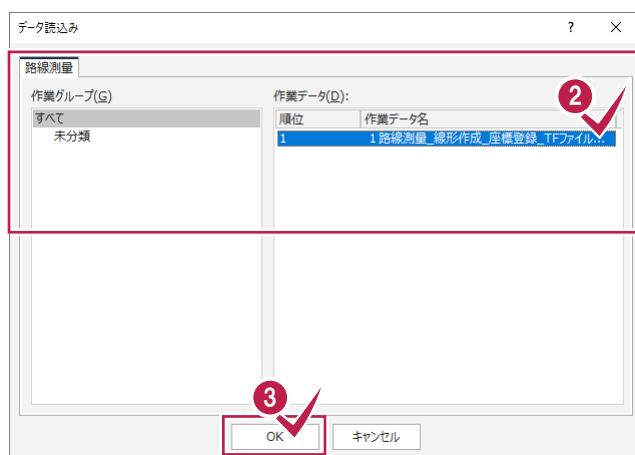 データ読込み ? ×
路線測量
作業グループ(G)
すべて
未分類
作業データ(D):
順位 作業データ名
1 1 路線測量_線形作成_座標登録_TFファイル...
2
3
OK キャンセル